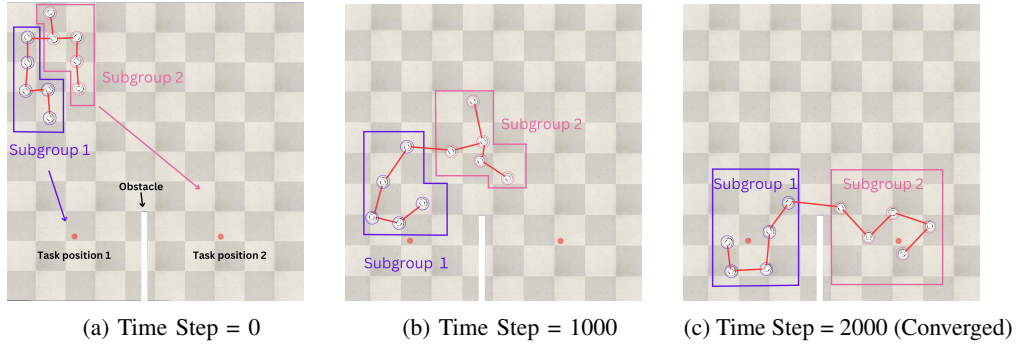 Subgroup 2
Subgroup 1
Obstacle
Task position 1
Task position 2
(a) Time Step = 0
Subgroup 2
Subgroup 1
(b) Time Step = 1000
Subgroup 1
Subgroup 2
(c) Time Step = 2000 (Converged)